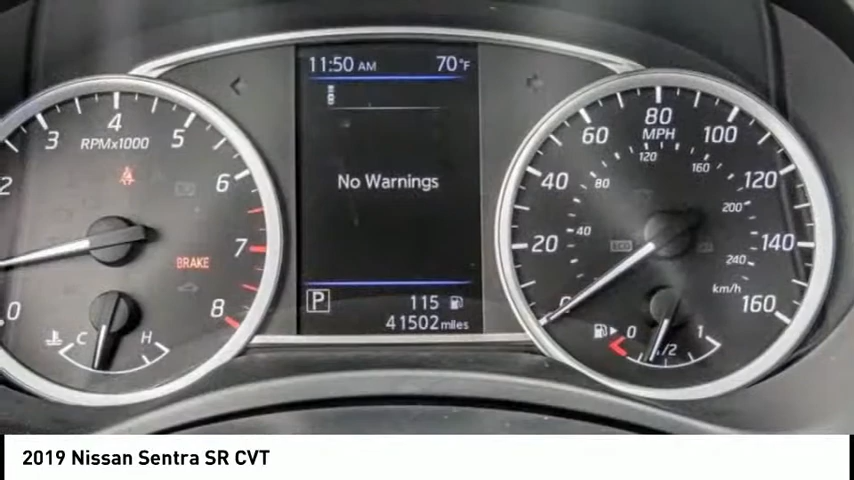 11:50 AM 70°F
No Warnings
P 115
41502 miles
2 3 4 5 6 7 8 0
RPMx1000
BRAKE
C H
0 20 40 60 80 100 120 140 160
MPH
40 80 120 160 200 240
km/h
ECO
0 1/2 1
2019 Nissan Sentra SR CVT